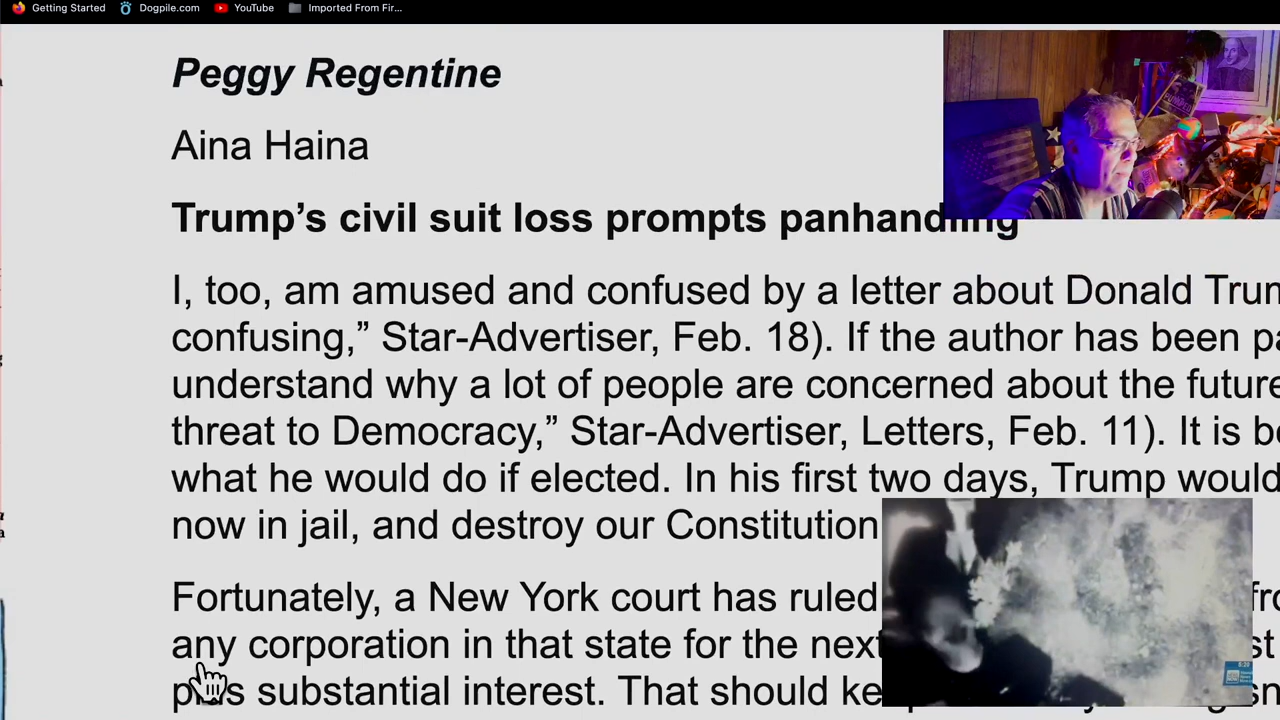 Getting Started Dogpile.com YouTube Imported From Fir...
Peggy Regentine
Aina Haina
Trump’s civil suit loss prompts panhandling
I, too, am amused and confused by a letter about Donald Trum
confusing,” Star-Advertiser, Feb. 18). If the author has been pa
understand why a lot of people are concerned about the future
threat to Democracy,” Star-Advertiser, Letters, Feb. 11). It is be
what he would do if elected. In his first two days, Trump would
now in jail, and destroy our Constitution
Fortunately, a New York court has ruled
any corporation in that state for the next st
substantial interest. That should